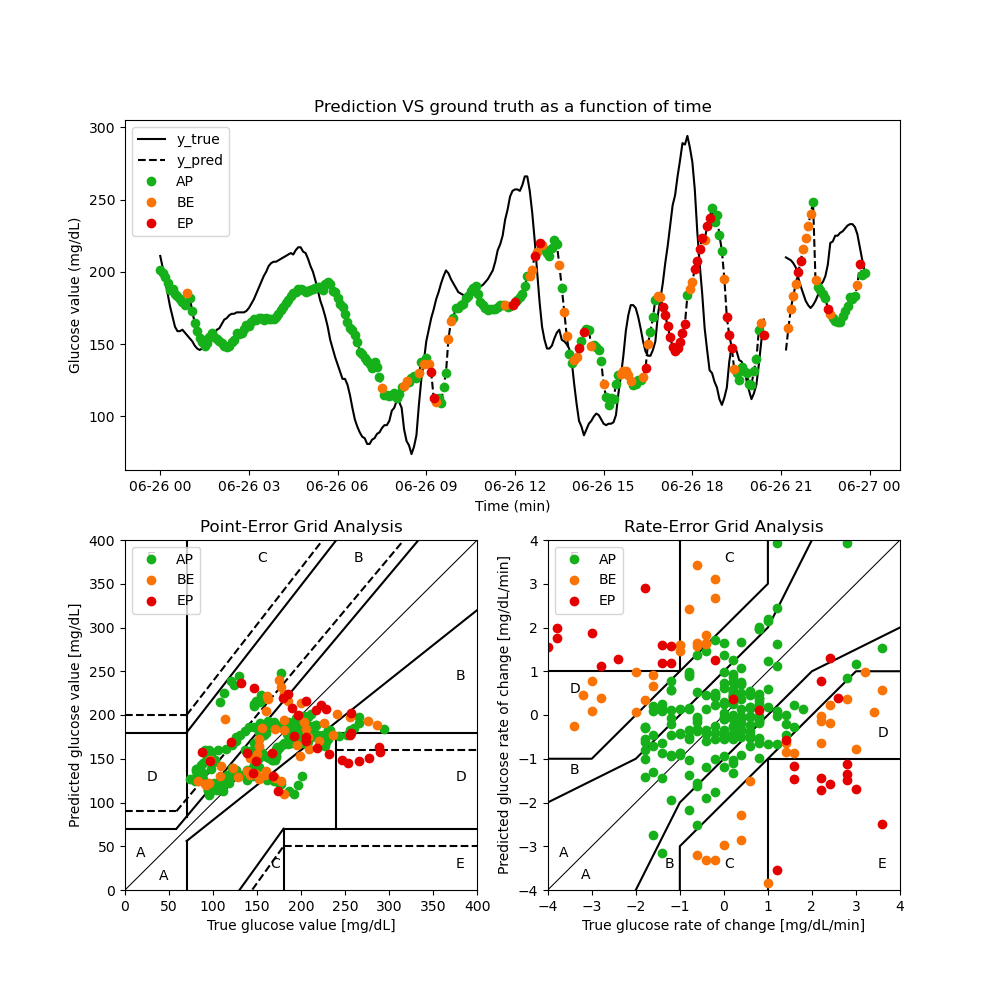 Prediction VS ground truth as a function of time
Glucose value (mg/dL)
300
250
200
150
100
y_true
y_pred
AP
BE
EP
06-26 00 06-26 03 06-26 06 06-26 09 06-26 12 06-26 15 06-26 18 06-26 21 06-27 00
Time (min)
Point-Error Grid Analysis
Predicted glucose value [mg/dL]
400
350
300
250
200
150
100
50
0
AP
BE
EP
C
B
B
D
D
A
A
C
E
0 50 100 150 200 250 300 350 400
True glucose value [mg/dL]
Rate-Error Grid Analysis
Predicted glucose rate of change [mg/dL/min]
4
3
2
1
0
−1
−2
−3
−4
AP
BE
EP
C
D
D
B
A
A
B
C
E
−4 −3 −2 −1 0 1 2 3 4
True glucose rate of change [mg/dL/min]